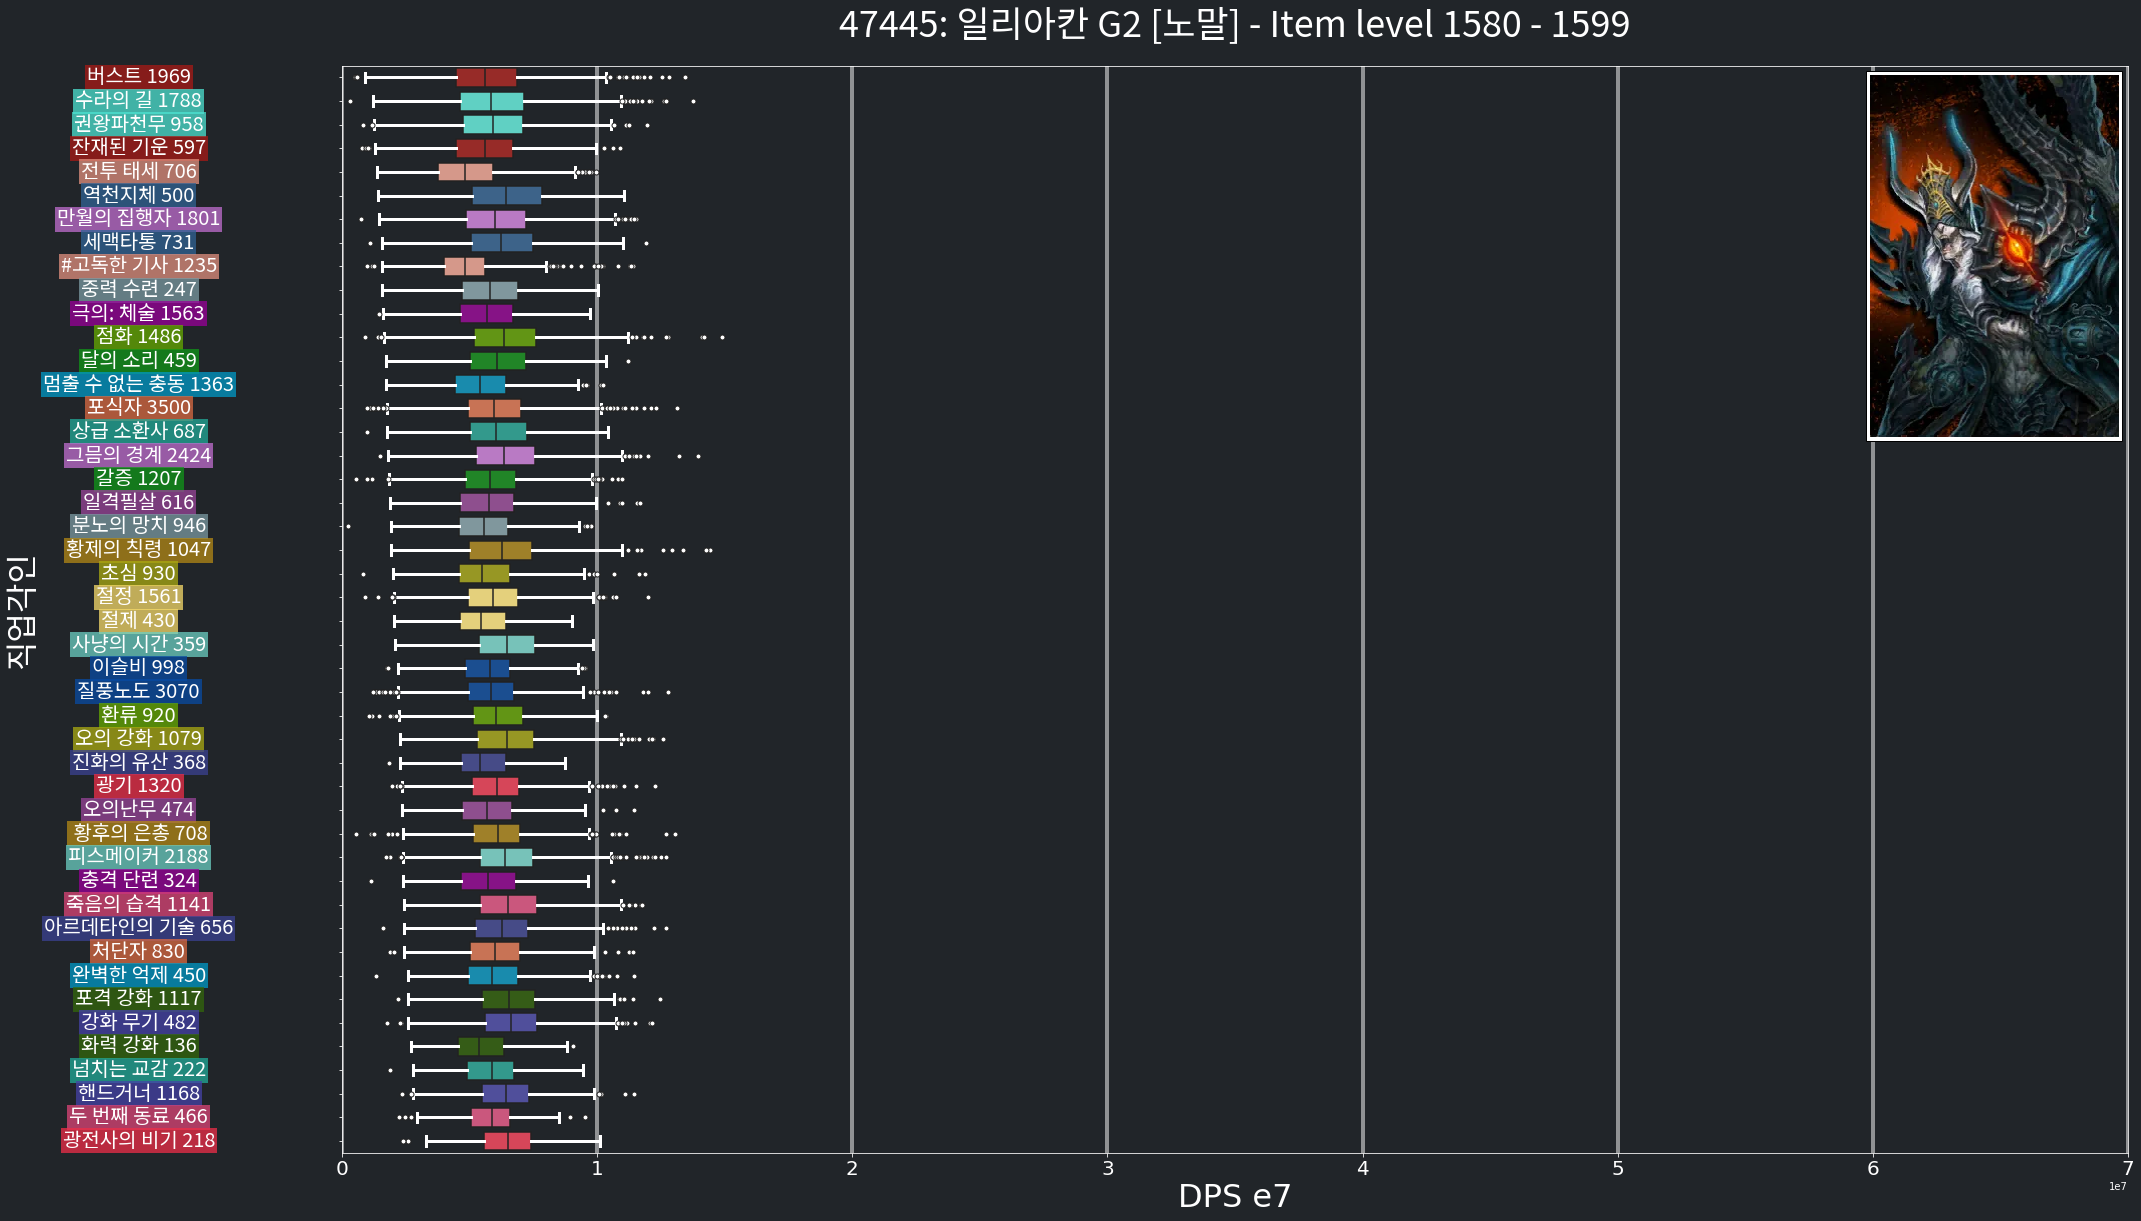 47445: 일리아칸 G2 [노말] - Item level 1580 - 1599
버스트 1969
수라의 길 1788
권왕파천무 958
잔재된 기운 597
전투 태세 706
역천지체 500
만월의 집행자 1801
세맥타통 731
#고독한 기사 1235
중력 수련 247
극의: 체술 1563
점화 1486
달의 소리 459
멈출 수 없는 충동 1363
포식자 3500
상급 소환사 687
그믐의 경계 2424
갈증 1207
일격필살 616
분노의 망치 946
황제의 칙령 1047
초심 930
절정 1561
절제 430
사냥의 시간 359
이슬비 998
질풍노도 3070
환류 920
오의 강화 1079
진화의 유산 368
광기 1320
오의난무 474
황후의 은총 708
피스메이커 2188
충격 단련 324
죽음의 습격 1141
아르데타인의 기술 656
처단자 830
완벽한 억제 450
포격 강화 1117
강화 무기 482
화력 강화 136
넘치는 교감 222
핸드거너 1168
두 번째 동료 466
광전사의 비기 218
직업각인
0 1 2 3 4 5 6 7
1e7
DPS e7